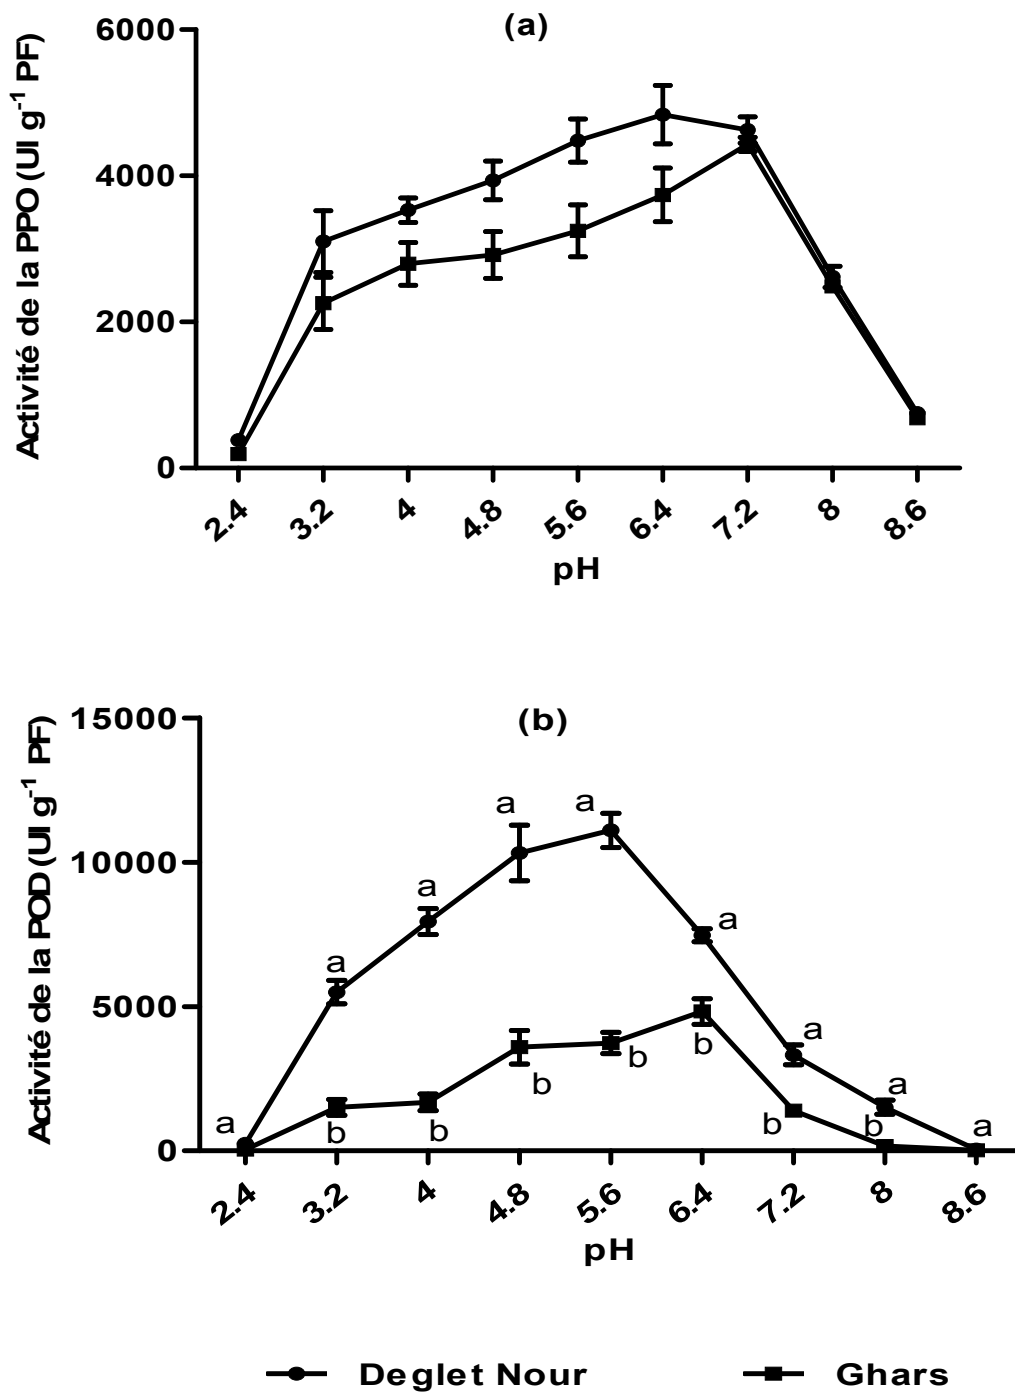 (a)
Activité de la PPO (UI g⁻¹ PF)
6000
4000
2000
0
2.4 3.2 4 4.8 5.6 6.4 7.2 8 8.6
pH
(b)
Activité de la POD (UI g⁻¹ PF)
15000
10000
5000
0
a a a a a a a a a
b b b b b b b
2.4 3.2 4 4.8 5.6 6.4 7.2 8 8.6
pH
Deglet Nour Ghars